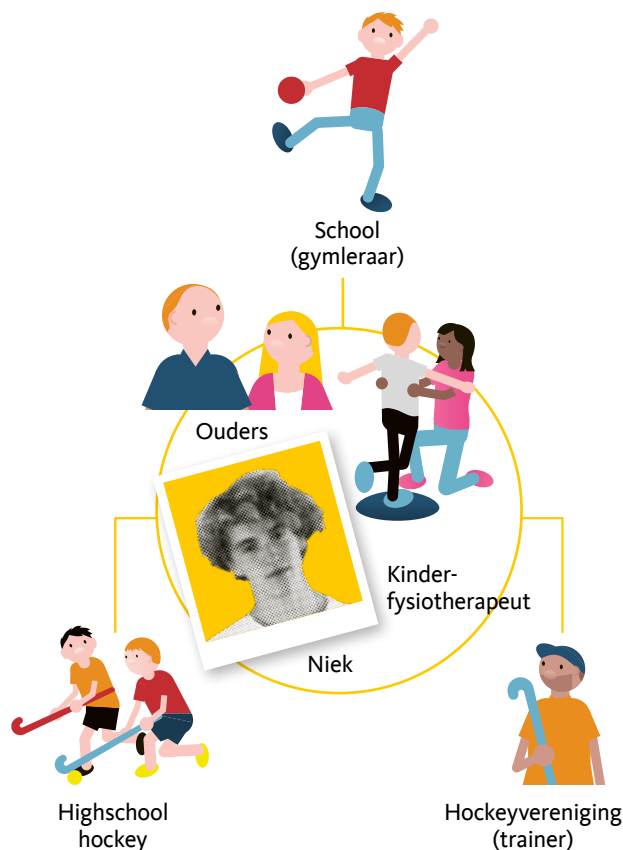 School
(gymleraar)
Ouders
Kinder-
fysiotherapeut
Niek
Highschool
hockey
Hockeyvereniging
(trainer)